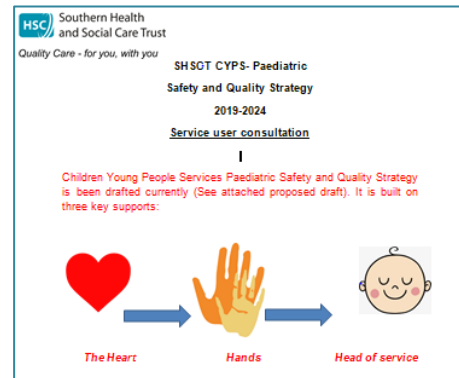 HSC Southern Health
and Social Care Trust
Quality Care - for you, with you
SHSCT CYPS- Paediatric
Safety and Quality Strategy
2019-2024
Service user consultation
Children Young People Services Paediatric Safety and Quality Strategy
is been drafted currently (See attached proposed draft). It is built on
three key supports:
The Heart
Hands
Head of service